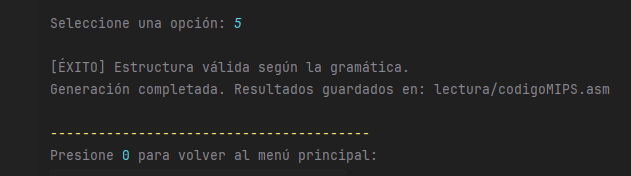 Seleccione una opción: 5
[ÉXITO] Estructura válida según la gramática.
Generación completada. Resultados guardados en: lectura/codigoMIPS.asm
----------------------------------------
Presione 0 para volver al menú principal: